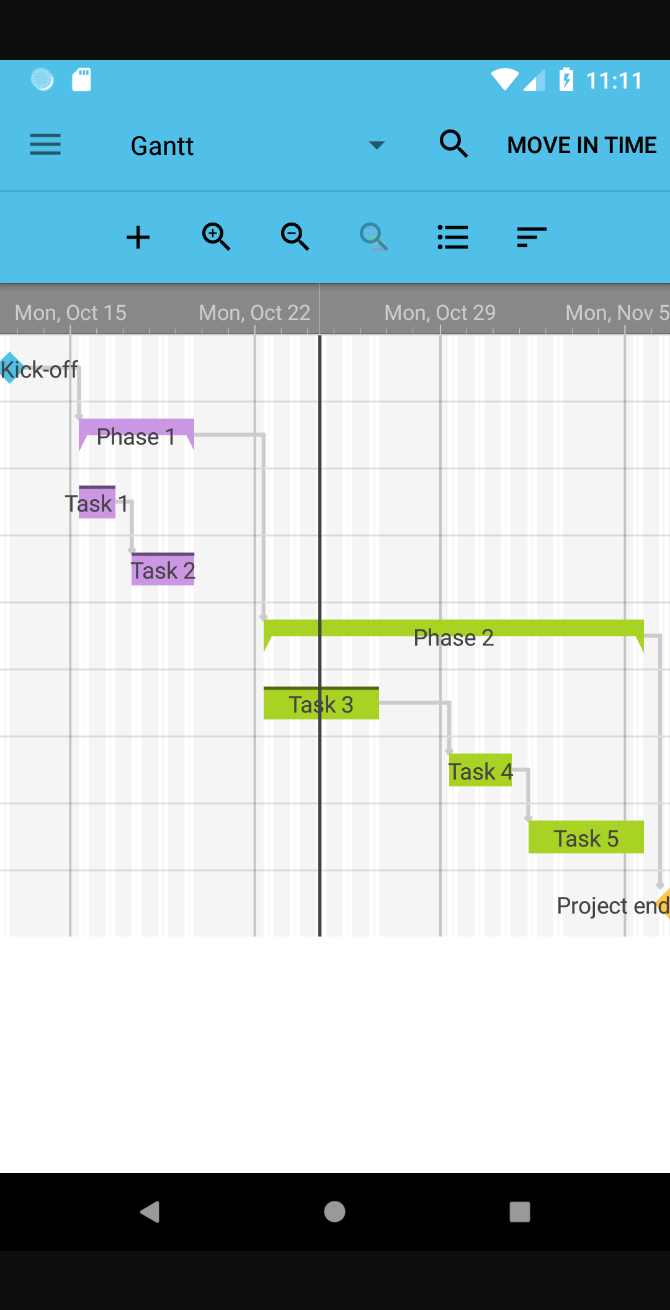 11:11
Gantt
MOVE IN TIME
Mon, Oct 15 Mon, Oct 22 Mon, Oct 29 Mon, Nov 5
Kick-off
Phase 1
Task 1
Task 2
Phase 2
Task 3
Task 4
Task 5
Project end